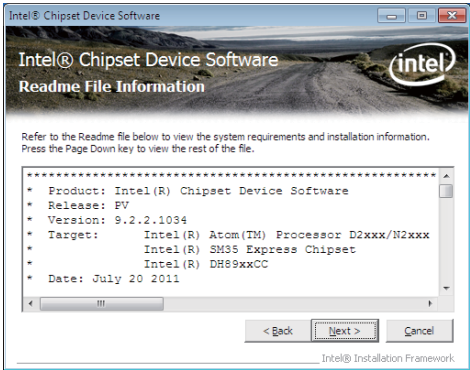 Intel® Chipset Device Software
Intel® Chipset Device Software
Readme File Information
intel
Refer to the Readme file below to view the system requirements and installation information.
Press the Page Down key to view the rest of the file.
************************************************
* Product: Intel(R) Chipset Device Software
* Release: PV
* Version: 9.2.2.1034
* Target: Intel(R) Atom(TM) Processor D2xxx/N2xxx
* Intel(R) SM35 Express Chipset
* Intel(R) DH89xxCC
* Date: July 20 2011
< Back Next > Cancel
Intel® Installation Framework